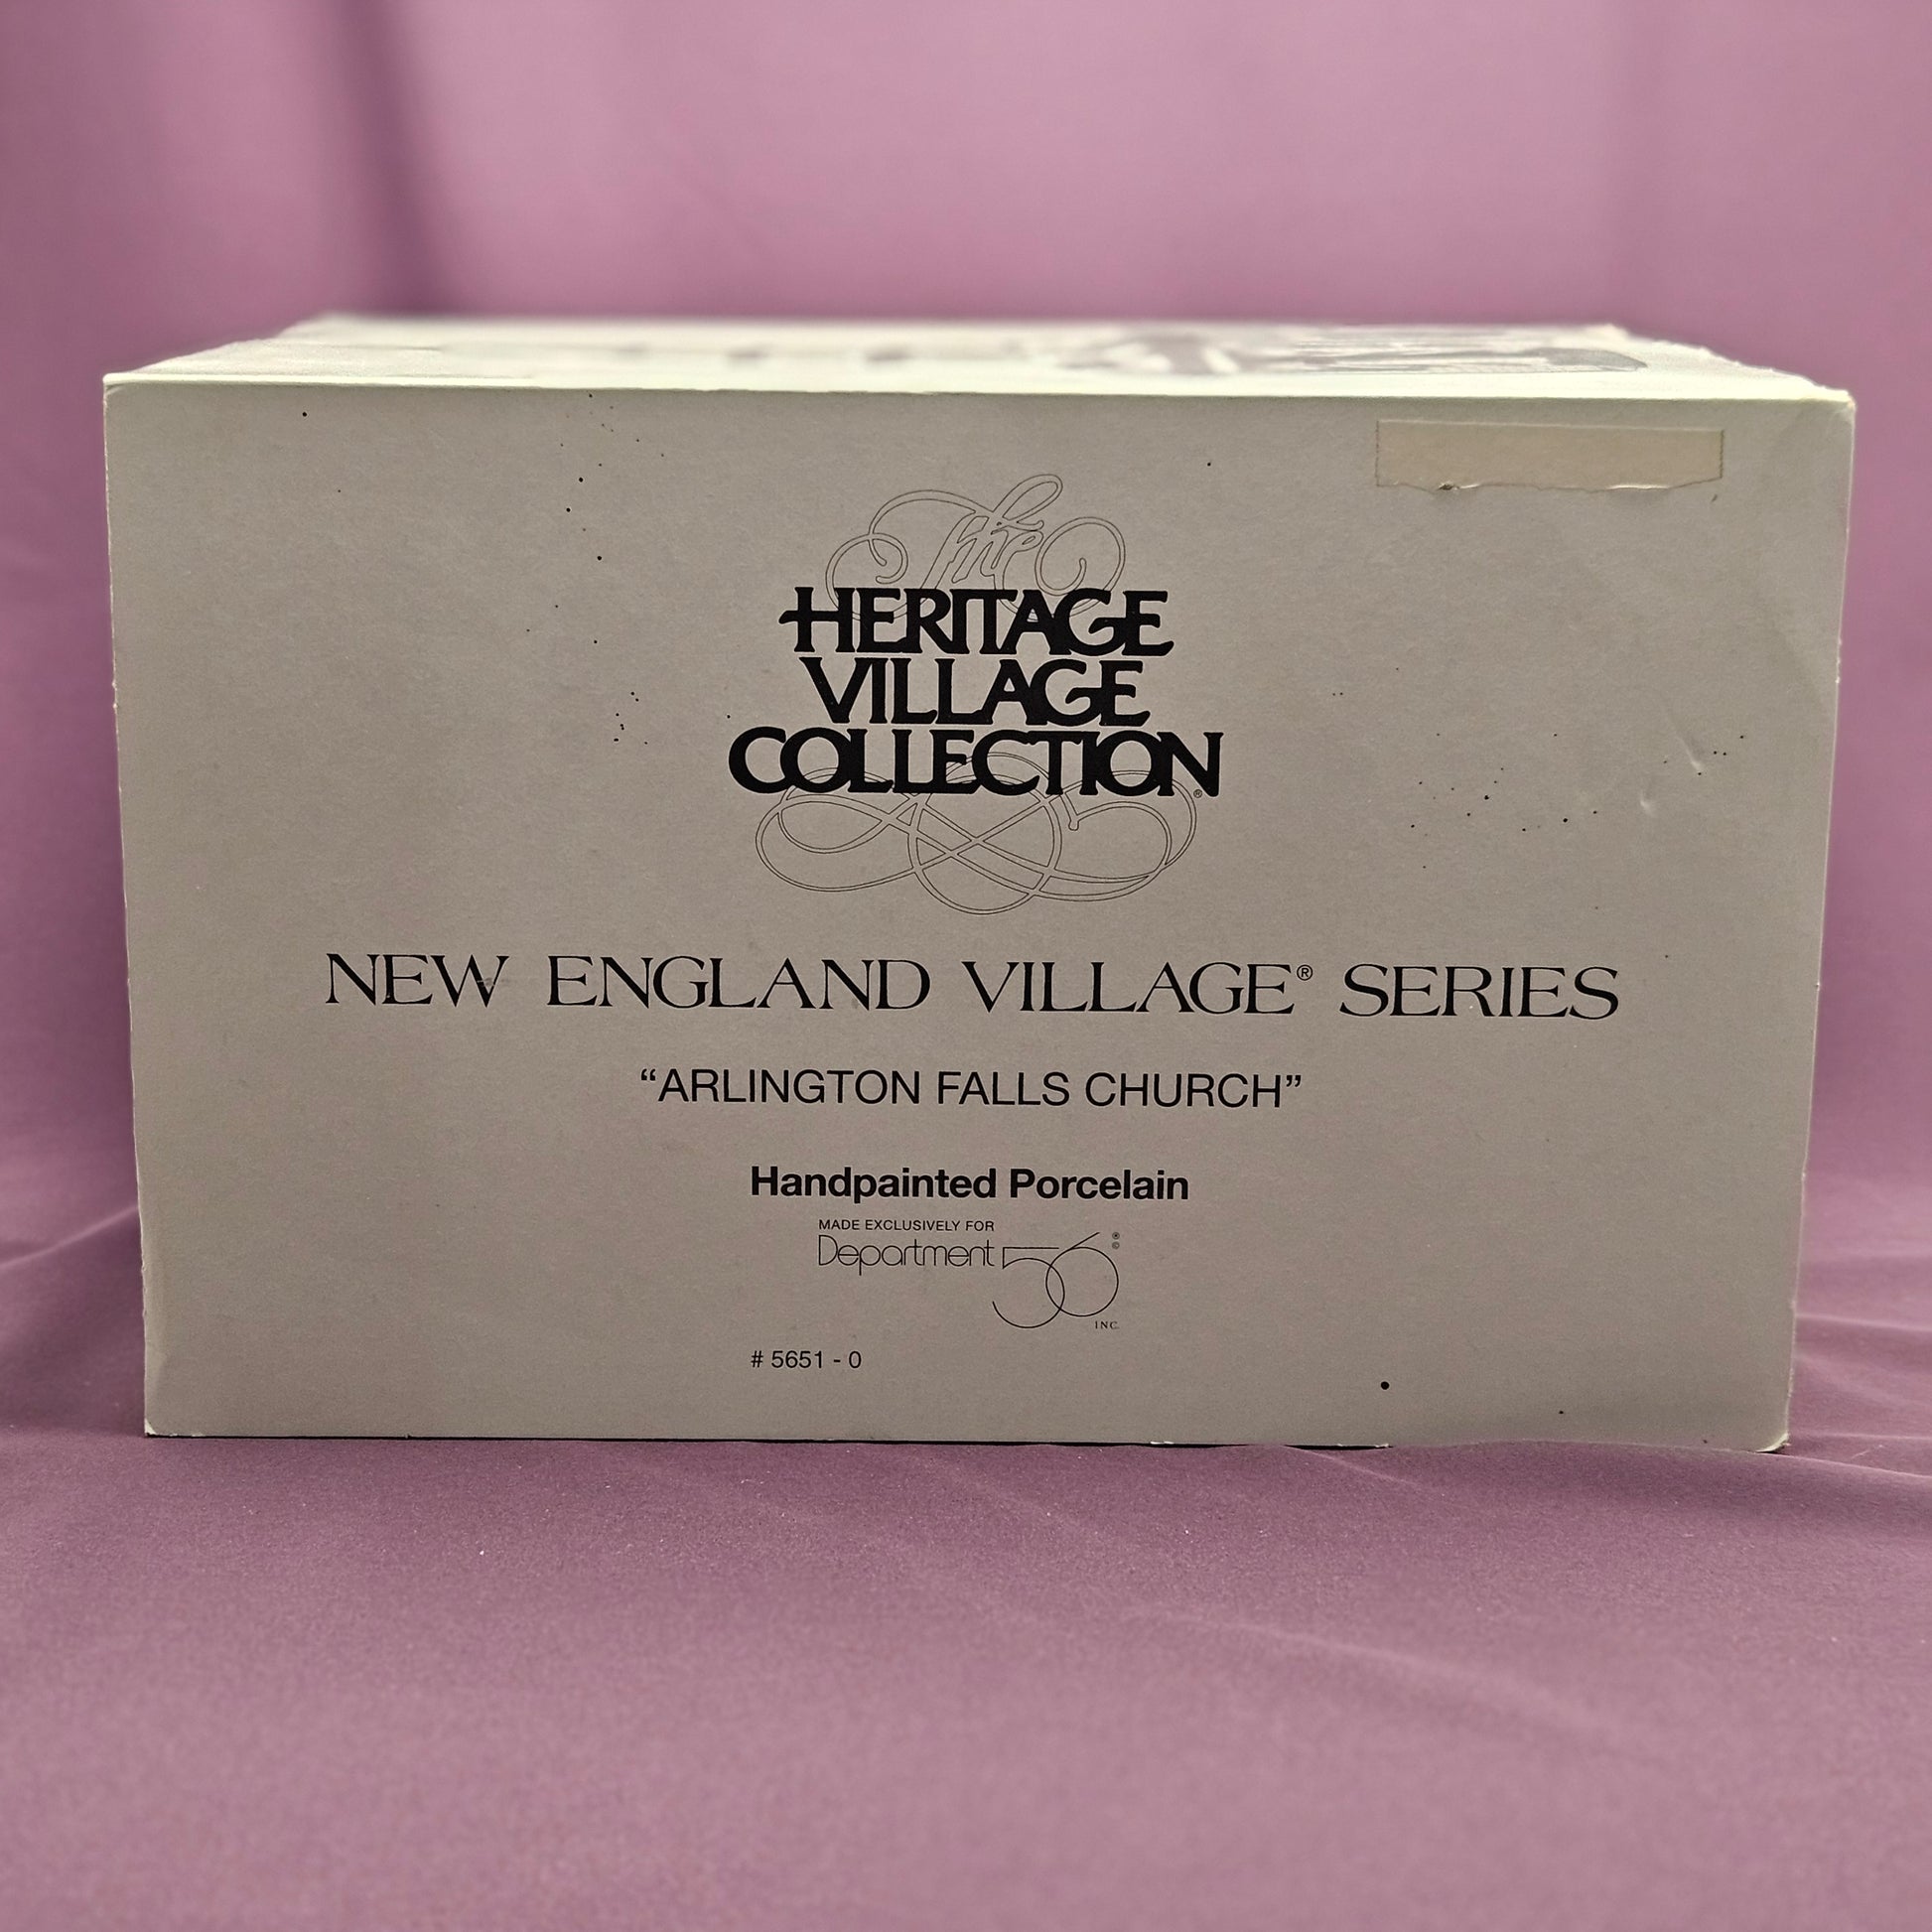 The
HERITAGE
VILLAGE
COLLECTION®
NEW ENGLAND VILLAGE® SERIES
“ARLINGTON FALLS CHURCH”
Handpainted Porcelain
MADE EXCLUSIVELY FOR
Department 56 ® ©
INC.
# 5651 - 0